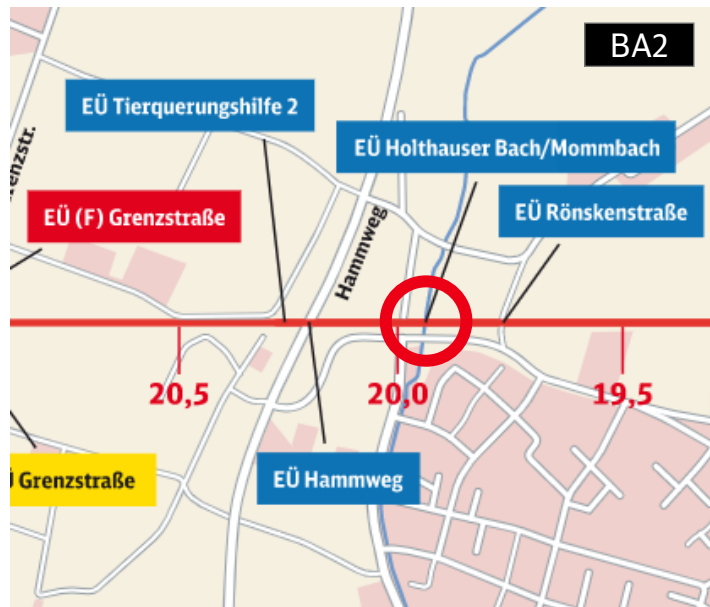 BA2
EÜ Tierquerungshilfe 2
EÜ Holthauser Bach/Mommbach
EÜ (F) Grenzstraße
EÜ Rönskenstraße
Hammweg
20,5
20,0
19,5
Grenzstraße
EÜ Hammweg